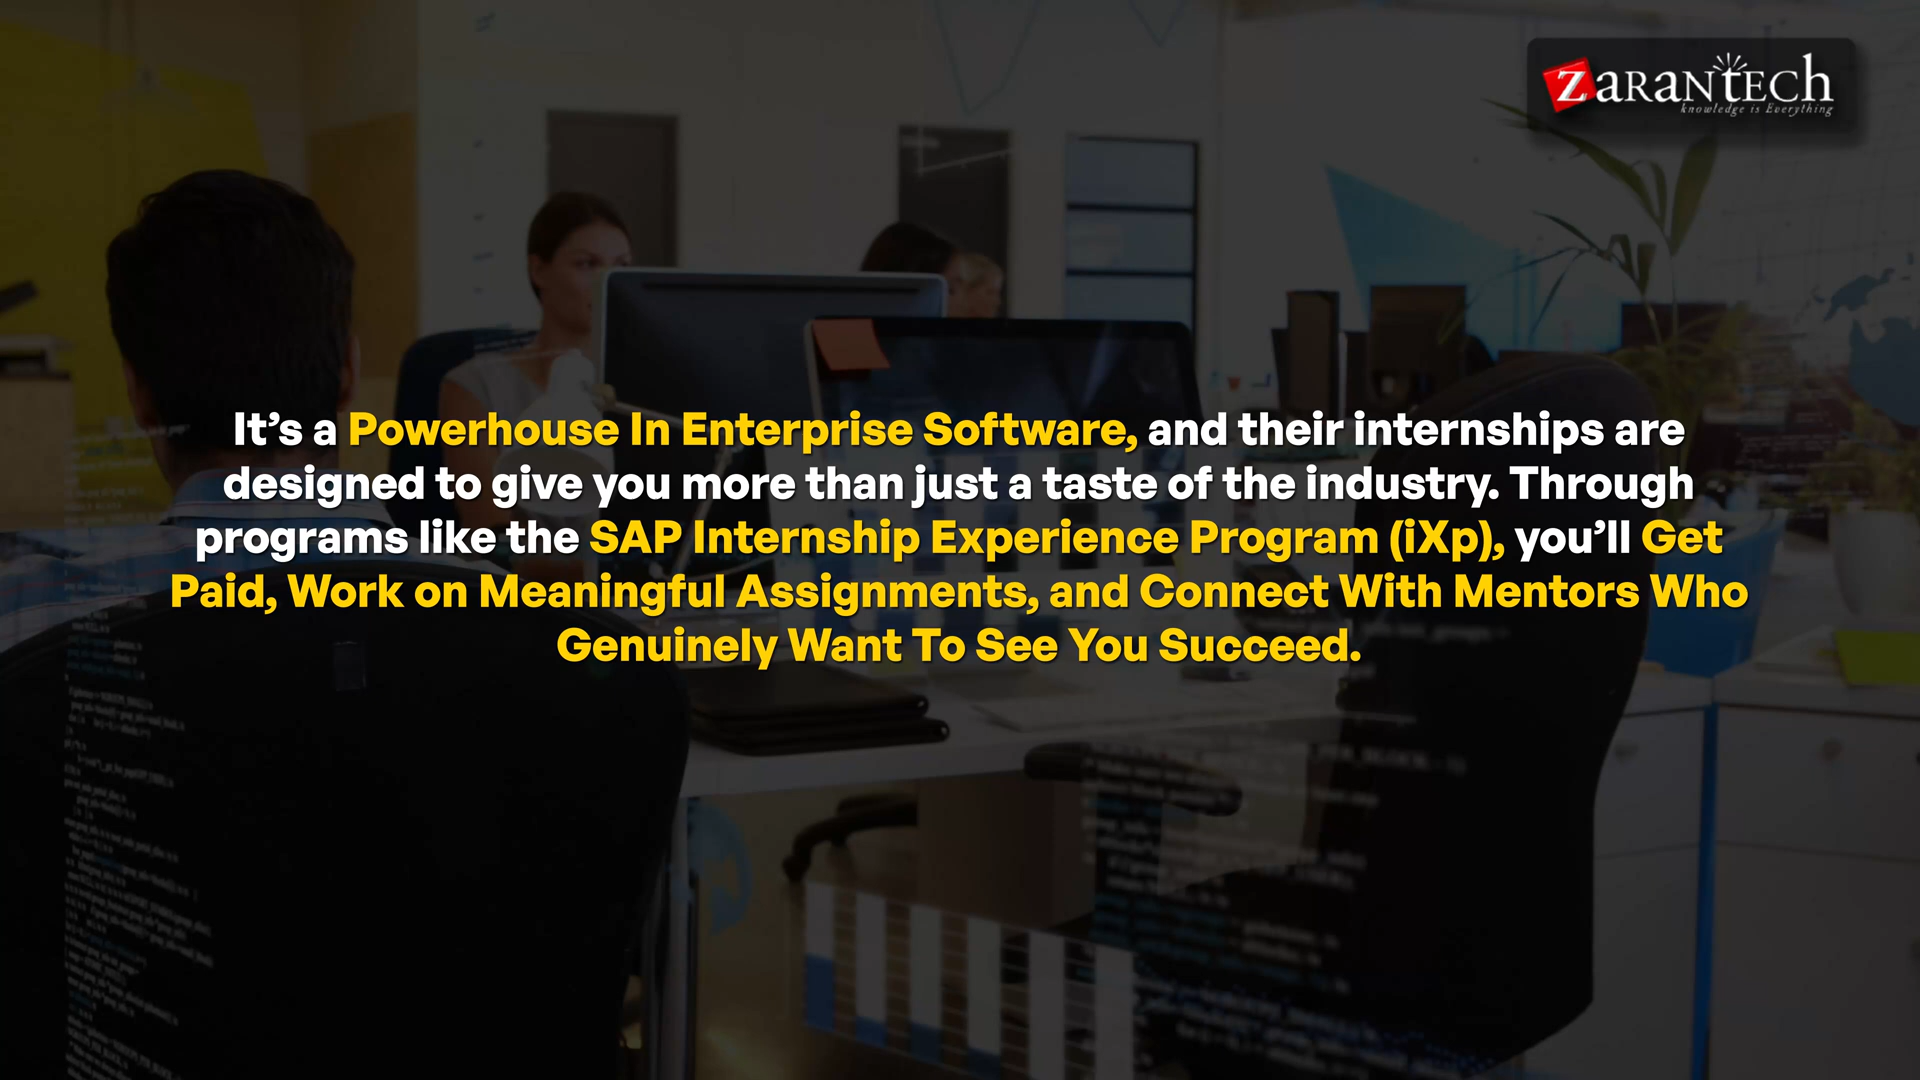 ZARANTECH
knowledge is Everything
It’s a Powerhouse In Enterprise Software, and their internships are
designed to give you more than just a taste of the industry. Through
programs like the SAP Internship Experience Program (iXp), you’ll Get
Paid, Work on Meaningful Assignments, and Connect With Mentors Who
Genuinely Want To See You Succeed.